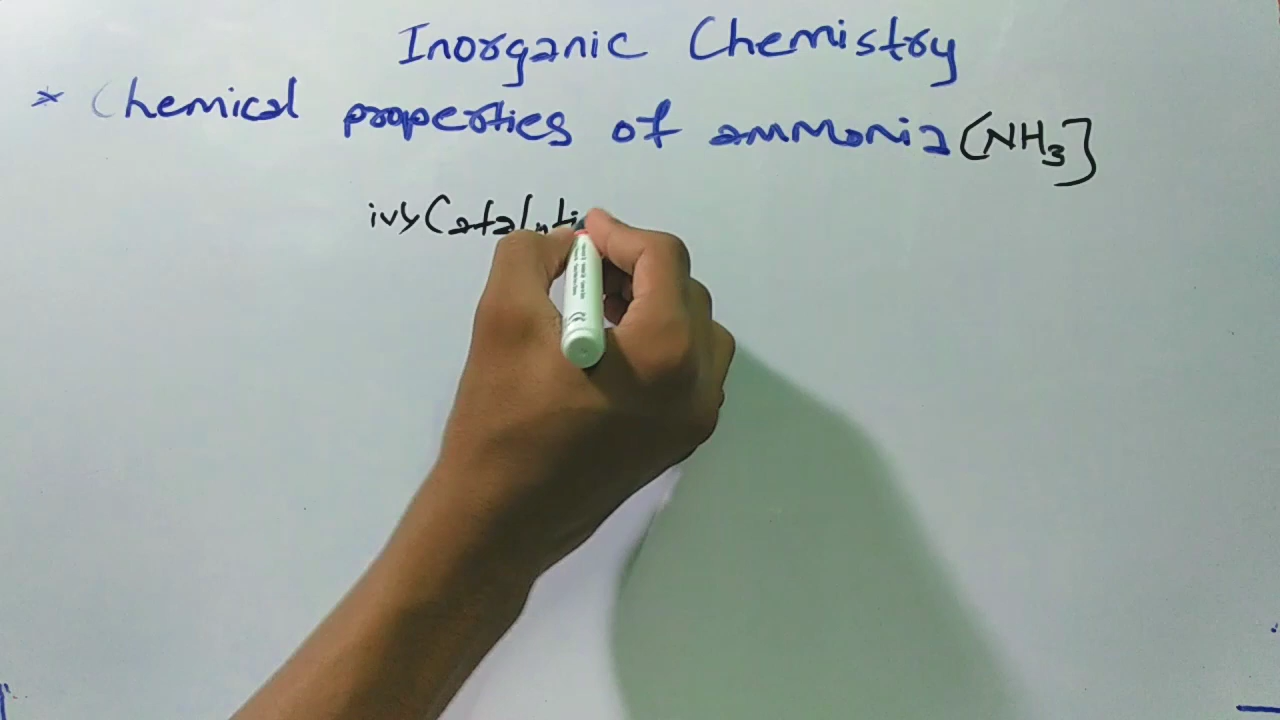 Inorganic Chemistry
* Chemical properties of ammonia (NH3]
iv)